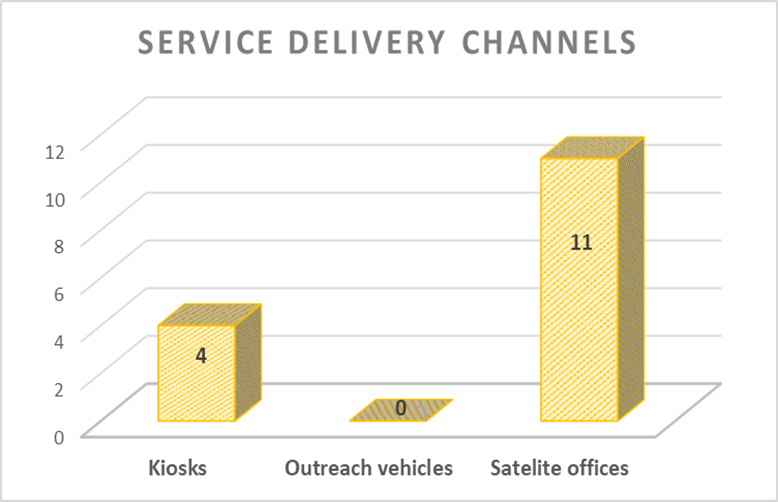 SERVICE DELIVERY CHANNELS
12
10
8
6
4
2
0
4
0
11
Kiosks
Outreach vehicles
Satelite offices